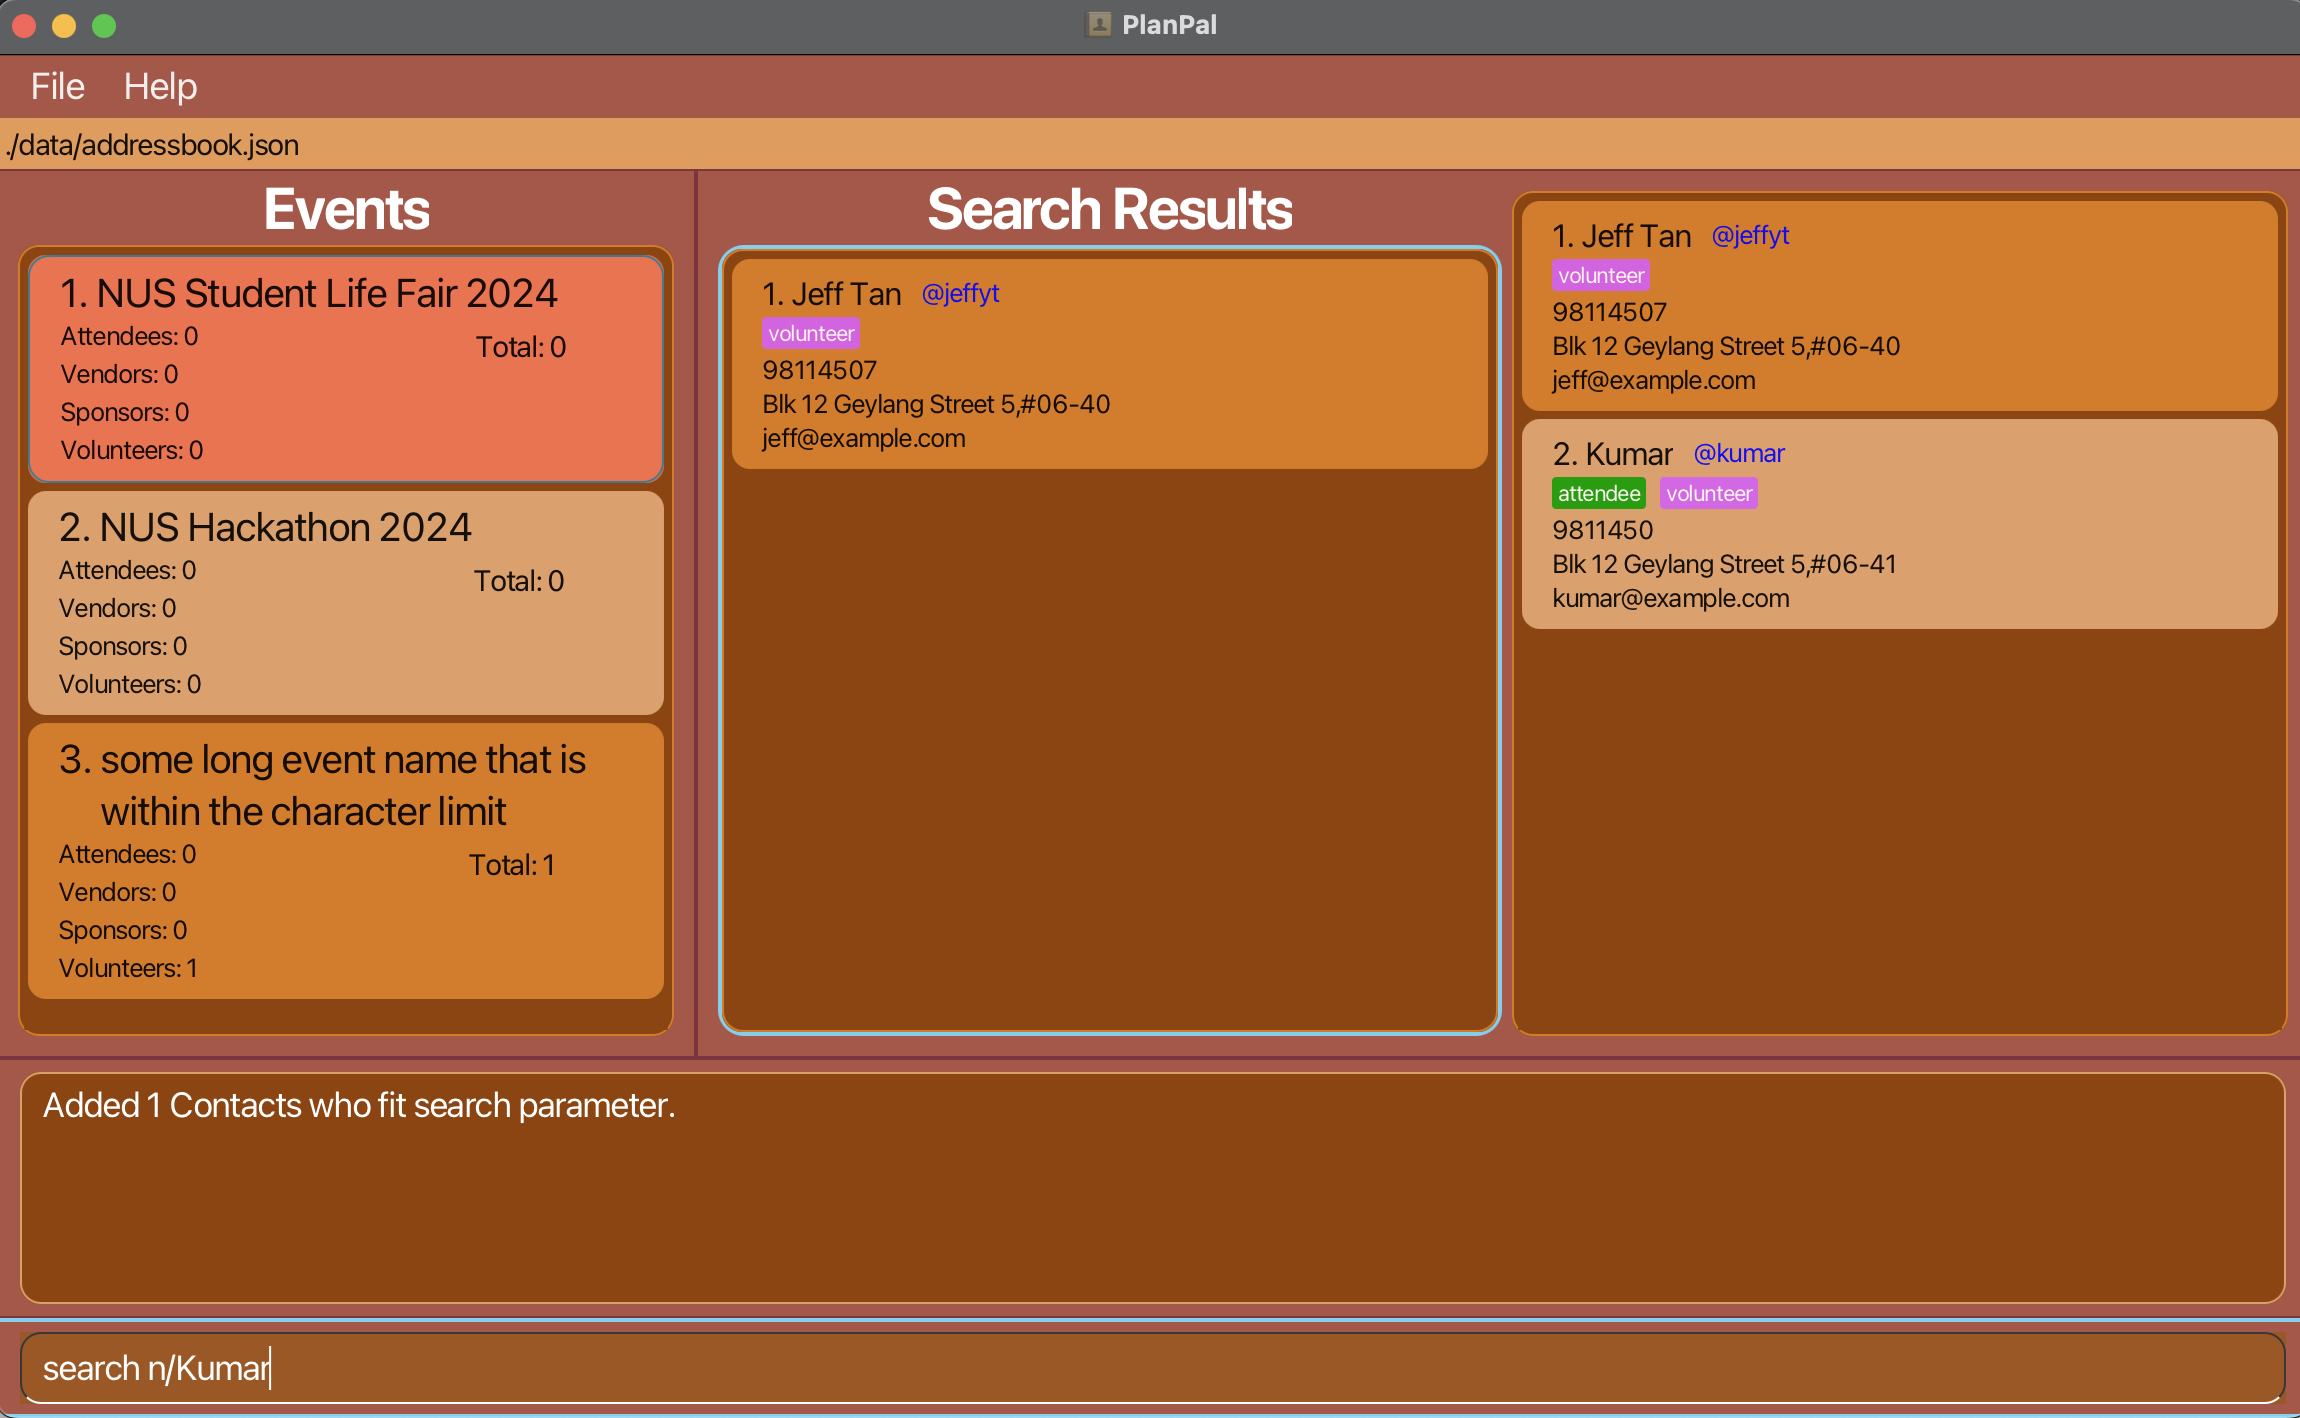 PlanPal
File Help
./data/addressbook.json
Events
1. NUS Student Life Fair 2024
Attendees: 0
Total: 0
Vendors: 0
Sponsors: 0
Volunteers: 0
2. NUS Hackathon 2024
Attendees: 0
Total: 0
Vendors: 0
Sponsors: 0
Volunteers: 0
3. some long event name that is
within the character limit
Attendees: 0
Total: 1
Vendors: 0
Sponsors: 0
Volunteers: 1
Search Results
1. Jeff Tan @jeffyt
volunteer
98114507
Blk 12 Geylang Street 5,#06-40
jeff@example.com
1. Jeff Tan @jeffyt
volunteer
98114507
Blk 12 Geylang Street 5,#06-40
jeff@example.com
2. Kumar @kumar
attendee volunteer
9811450
Blk 12 Geylang Street 5,#06-41
kumar@example.com
Added 1 Contacts who fit search parameter.
search n/Kumar